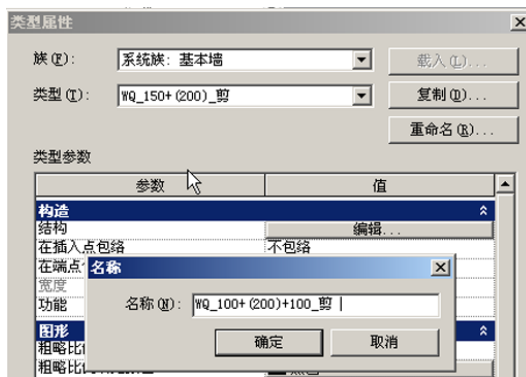 类型属性
族(F):
系统族: 基本墙
载入(L)...
类型(T):
WQ_150+(200)_剪
复制(D)...
重命名(R)...
类型参数
参数
值
构造
结构
编辑...
在插入点包络
不包络
在端点
宽度
功能
名称
名称(N):
WQ_100+(200)+100_剪
确定
取消
图形
粗略比
粗略比